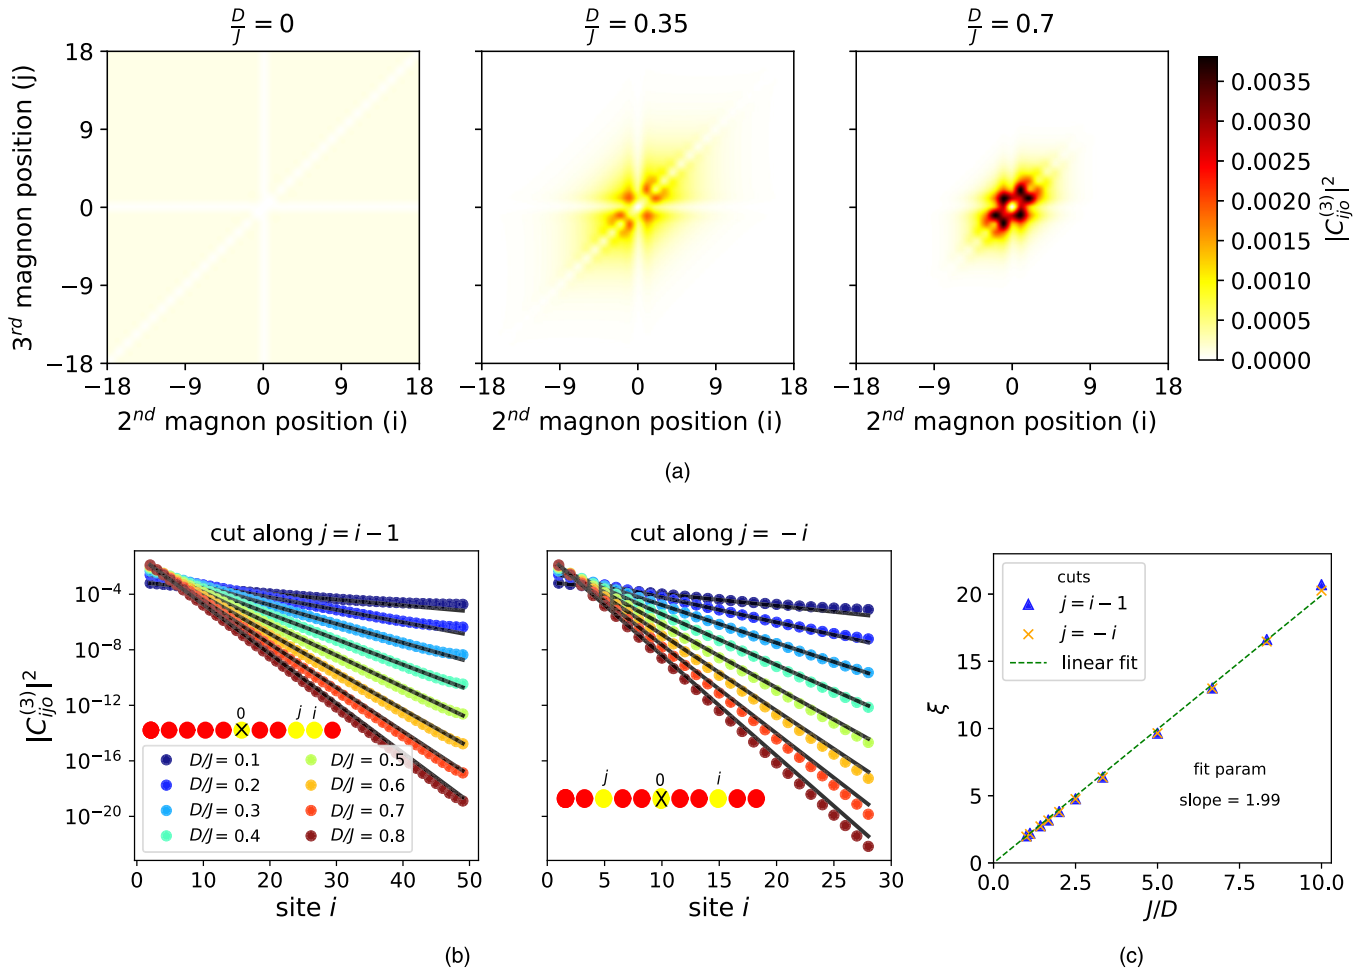 D/J = 0
D/J = 0.35
D/J = 0.7
3rd magnon position (j)
18
9
0
−9
−18
−18 −9 0 9 18
−18 −9 0 9 18
−18 −9 0 9 18
2nd magnon position (i)
2nd magnon position (i)
2nd magnon position (i)
0.0035
0.0030
0.0025
0.0020
0.0015
0.0010
0.0005
0.0000
|C_{ijo}^{(3)}|^2
(a)
cut along j = i − 1
|C_{ijo}^{(3)}|^2
10^{−4}
10^{−8}
10^{−12}
10^{−16}
10^{−20}
0 j i
D/J = 0.1
D/J = 0.2
D/J = 0.3
D/J = 0.4
D/J = 0.5
D/J = 0.6
D/J = 0.7
D/J = 0.8
0 10 20 30 40 50
site i
cut along j = −i
j 0 i
0 5 10 15 20 25 30
site i
(b)
ξ
20
15
10
5
0
cuts
j = i − 1
j = −i
linear fit
fit param
slope = 1.99
0.0 2.5 5.0 7.5 10.0
J/D
(c)